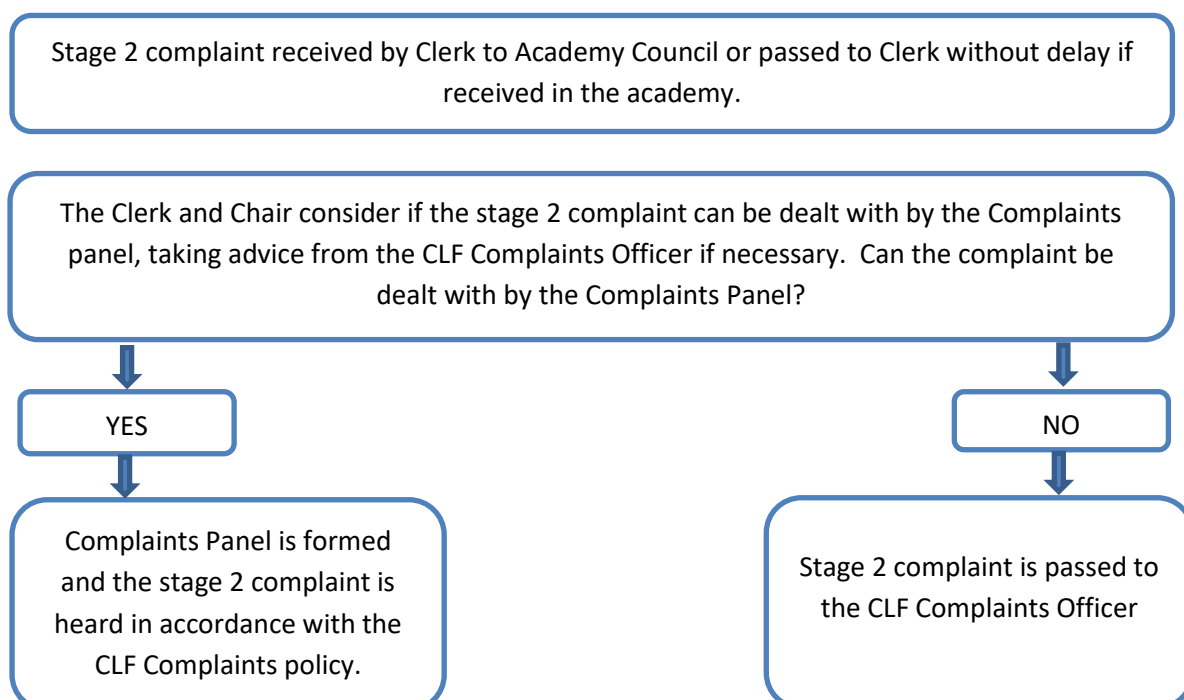 Stage 2 complaint received by Clerk to Academy Council or passed to Clerk without delay if
received in the academy.
The Clerk and Chair consider if the stage 2 complaint can be dealt with by the Complaints
panel, taking advice from the CLF Complaints Officer if necessary.  Can the complaint be
dealt with by the Complaints Panel?
YES
NO
Complaints Panel is formed
and the stage 2 complaint is
heard in accordance with the
CLF Complaints policy.
Stage 2 complaint is passed to
the CLF Complaints Officer